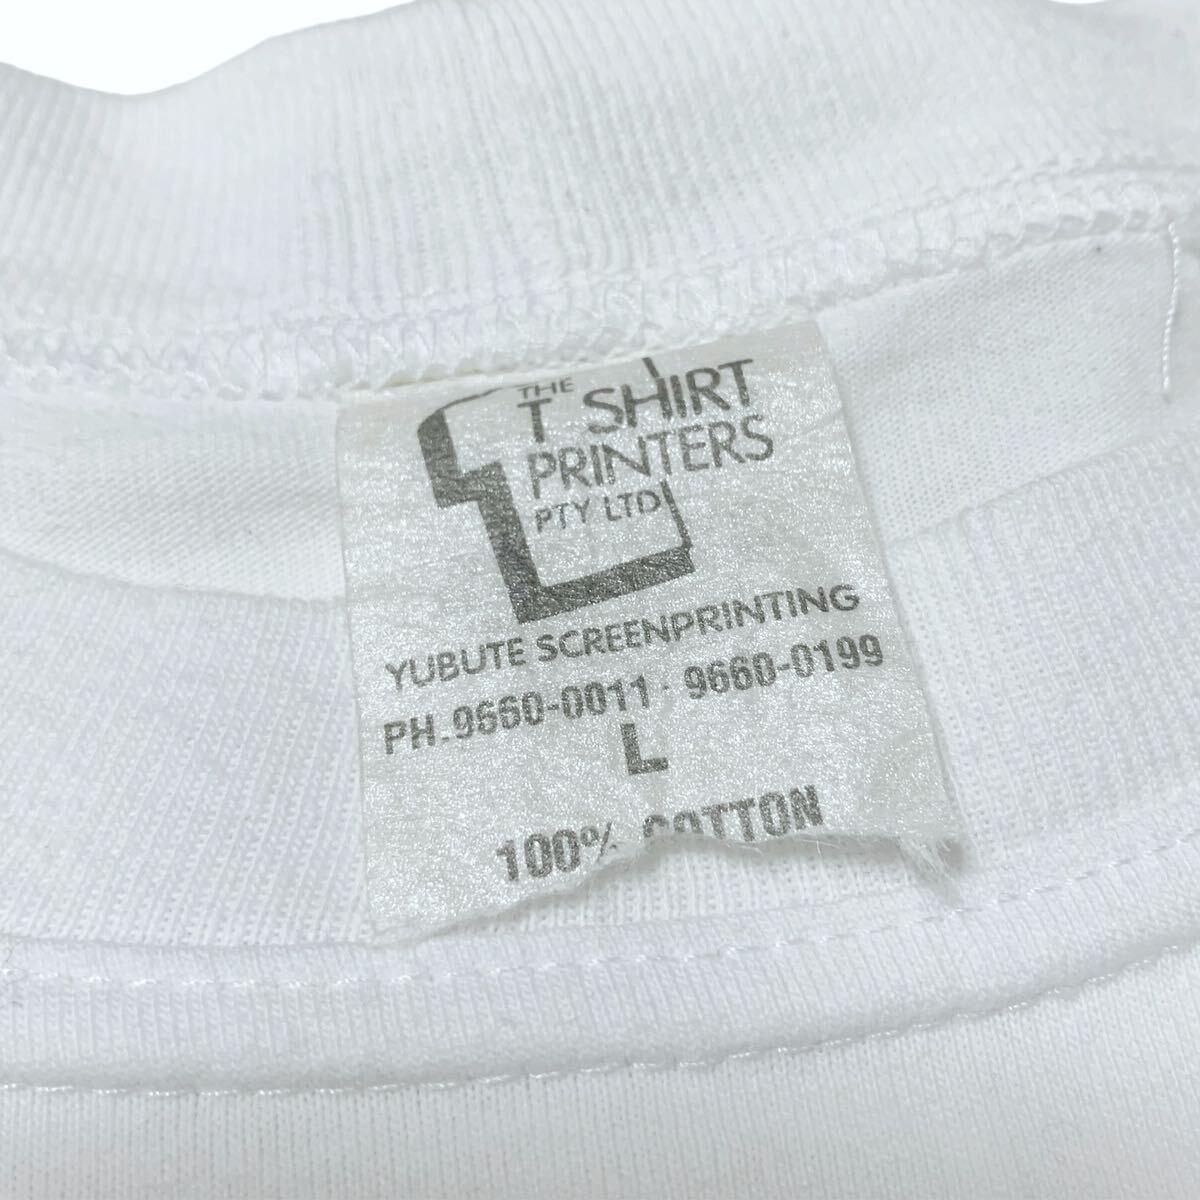 THE
T SHIRT
PRINTERS
PTY LTD
YUBUTE SCREENPRINTING
PH.9660-0011 · 9660-0199
L
100% COTTON